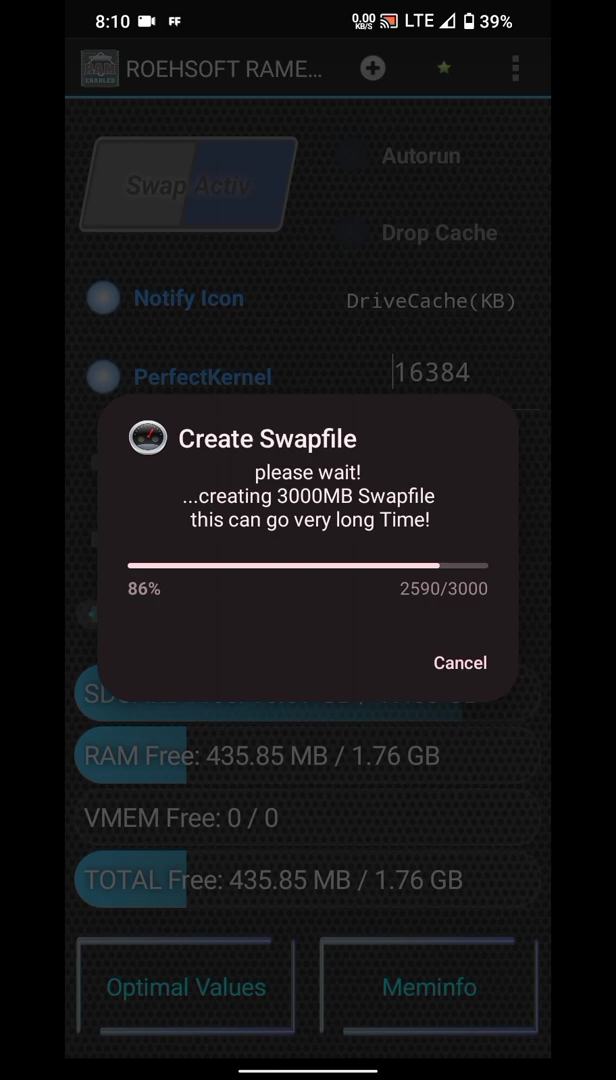 8:10 FF 0.00 KB/S LTE 39%
RAM ENABLED ROEHSOFT RAME...
Swap Activ
Autorun
Drop Cache
Notify Icon
DriveCache(KB)
PerfectKernel
16384
Create Swapfile
please wait!
...creating 3000MB Swapfile
this can go very long Time!
86% 2590/3000
Cancel
RAM Free: 435.85 MB / 1.76 GB
VMEM Free: 0 / 0
TOTAL Free: 435.85 MB / 1.76 GB
Optimal Values
Meminfo